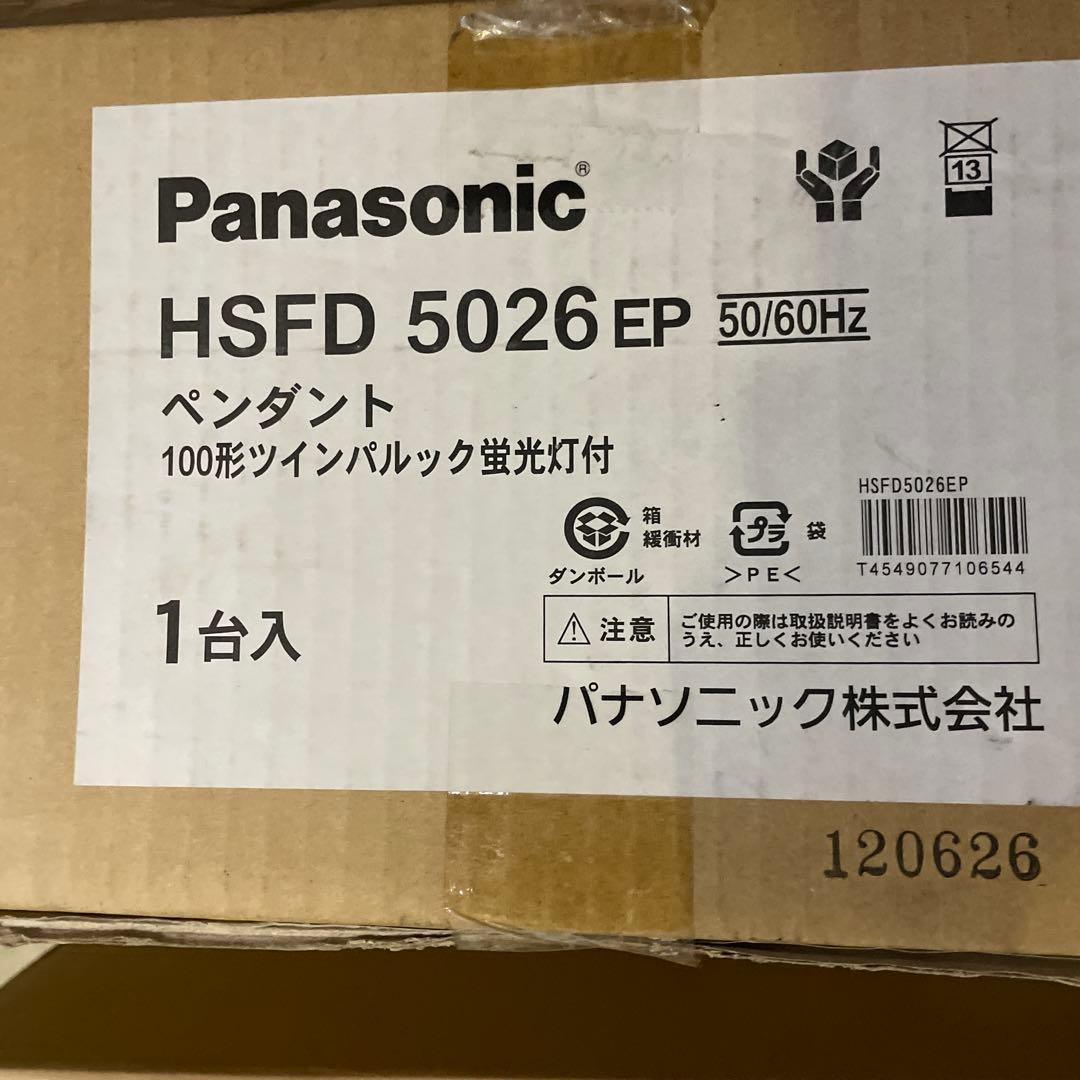 Panasonic®
13
HSFD 5026EP 50/60Hz
ペンダント
100形ツインパルック蛍光灯付
HSFD5026EP
T4549077106544
箱
緩衝材
ダンボール
プラ
袋
>PE<
1台入
注意
ご使用の際は取扱説明書をよくお読みの
うえ、正しくお使いください
パナソニック株式会社
120626